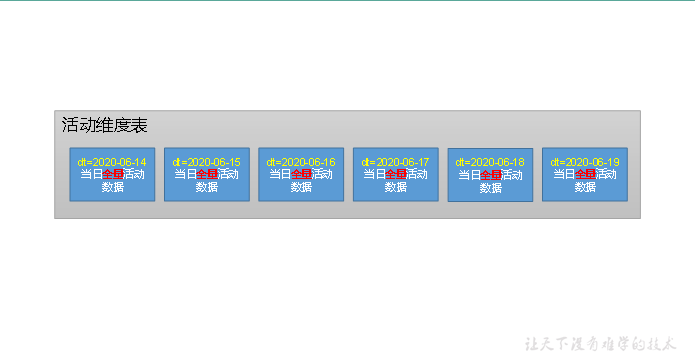 活动维度表
dt=2020-06-14
当日全量活动
数据
dt=2020-06-15
当日全量活动
数据
dt=2020-06-16
当日全量活动
数据
dt=2020-06-17
当日全量活动
数据
dt=2020-06-18
当日全量活动
数据
dt=2020-06-19
当日全量活动
数据
让天下没有难学的技术